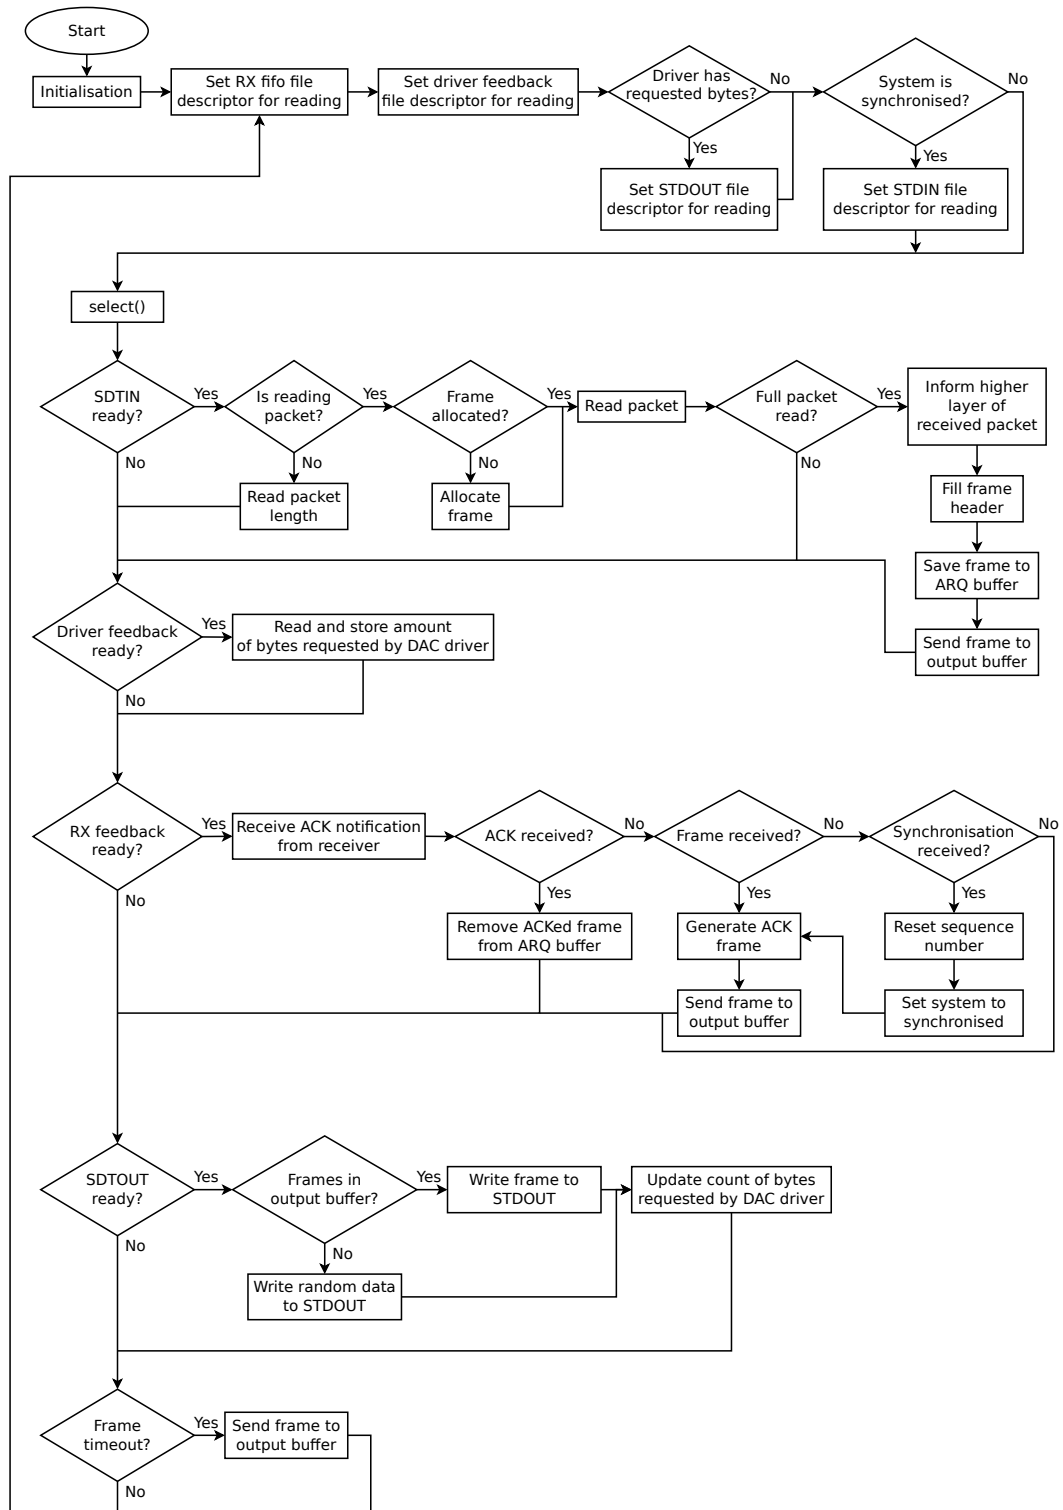 Start
Initialisation
Set RX fifo file
descriptor for reading
Set driver feedback
file descriptor for reading
Driver has
requested bytes?
No
Yes
Set STDOUT file
descriptor for reading
System is
synchronised?
No
Yes
Set STDIN file
descriptor for reading
select()
SDTIN
ready?
Yes
No
Is reading
packet?
Yes
No
Read packet
length
Frame
allocated?
Yes
No
Allocate
frame
Read packet
Full packet
read?
Yes
No
Inform higher
layer of
received packet
Fill frame
header
Save frame to
ARQ buffer
Send frame to
output buffer
Driver feedback
ready?
Yes
No
Read and store amount
of bytes requested by DAC driver
RX feedback
ready?
Yes
No
Receive ACK notification
from receiver
ACK received?
No
Yes
Remove ACKed frame
from ARQ buffer
Frame received?
No
Yes
Generate ACK
frame
Send frame to
output buffer
Synchronisation
received?
No
Yes
Reset sequence
number
Set system to
synchronised
SDTOUT
ready?
Yes
No
Frames in
output buffer?
Yes
No
Write random data
to STDOUT
Write frame to
STDOUT
Update count of bytes
requested by DAC driver
Frame
timeout?
Yes
No
Send frame to
output buffer